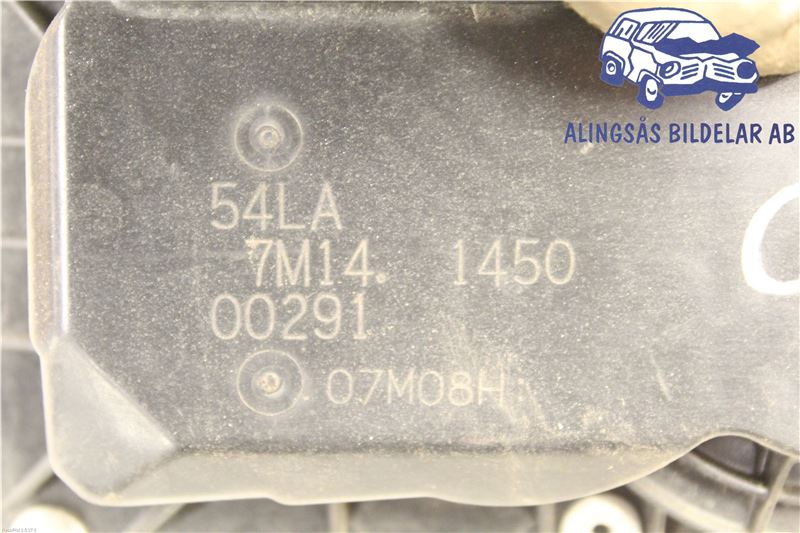 ALINGSÅS BILDELAR AB
54LA
7M14. 1450
00291
07M08H